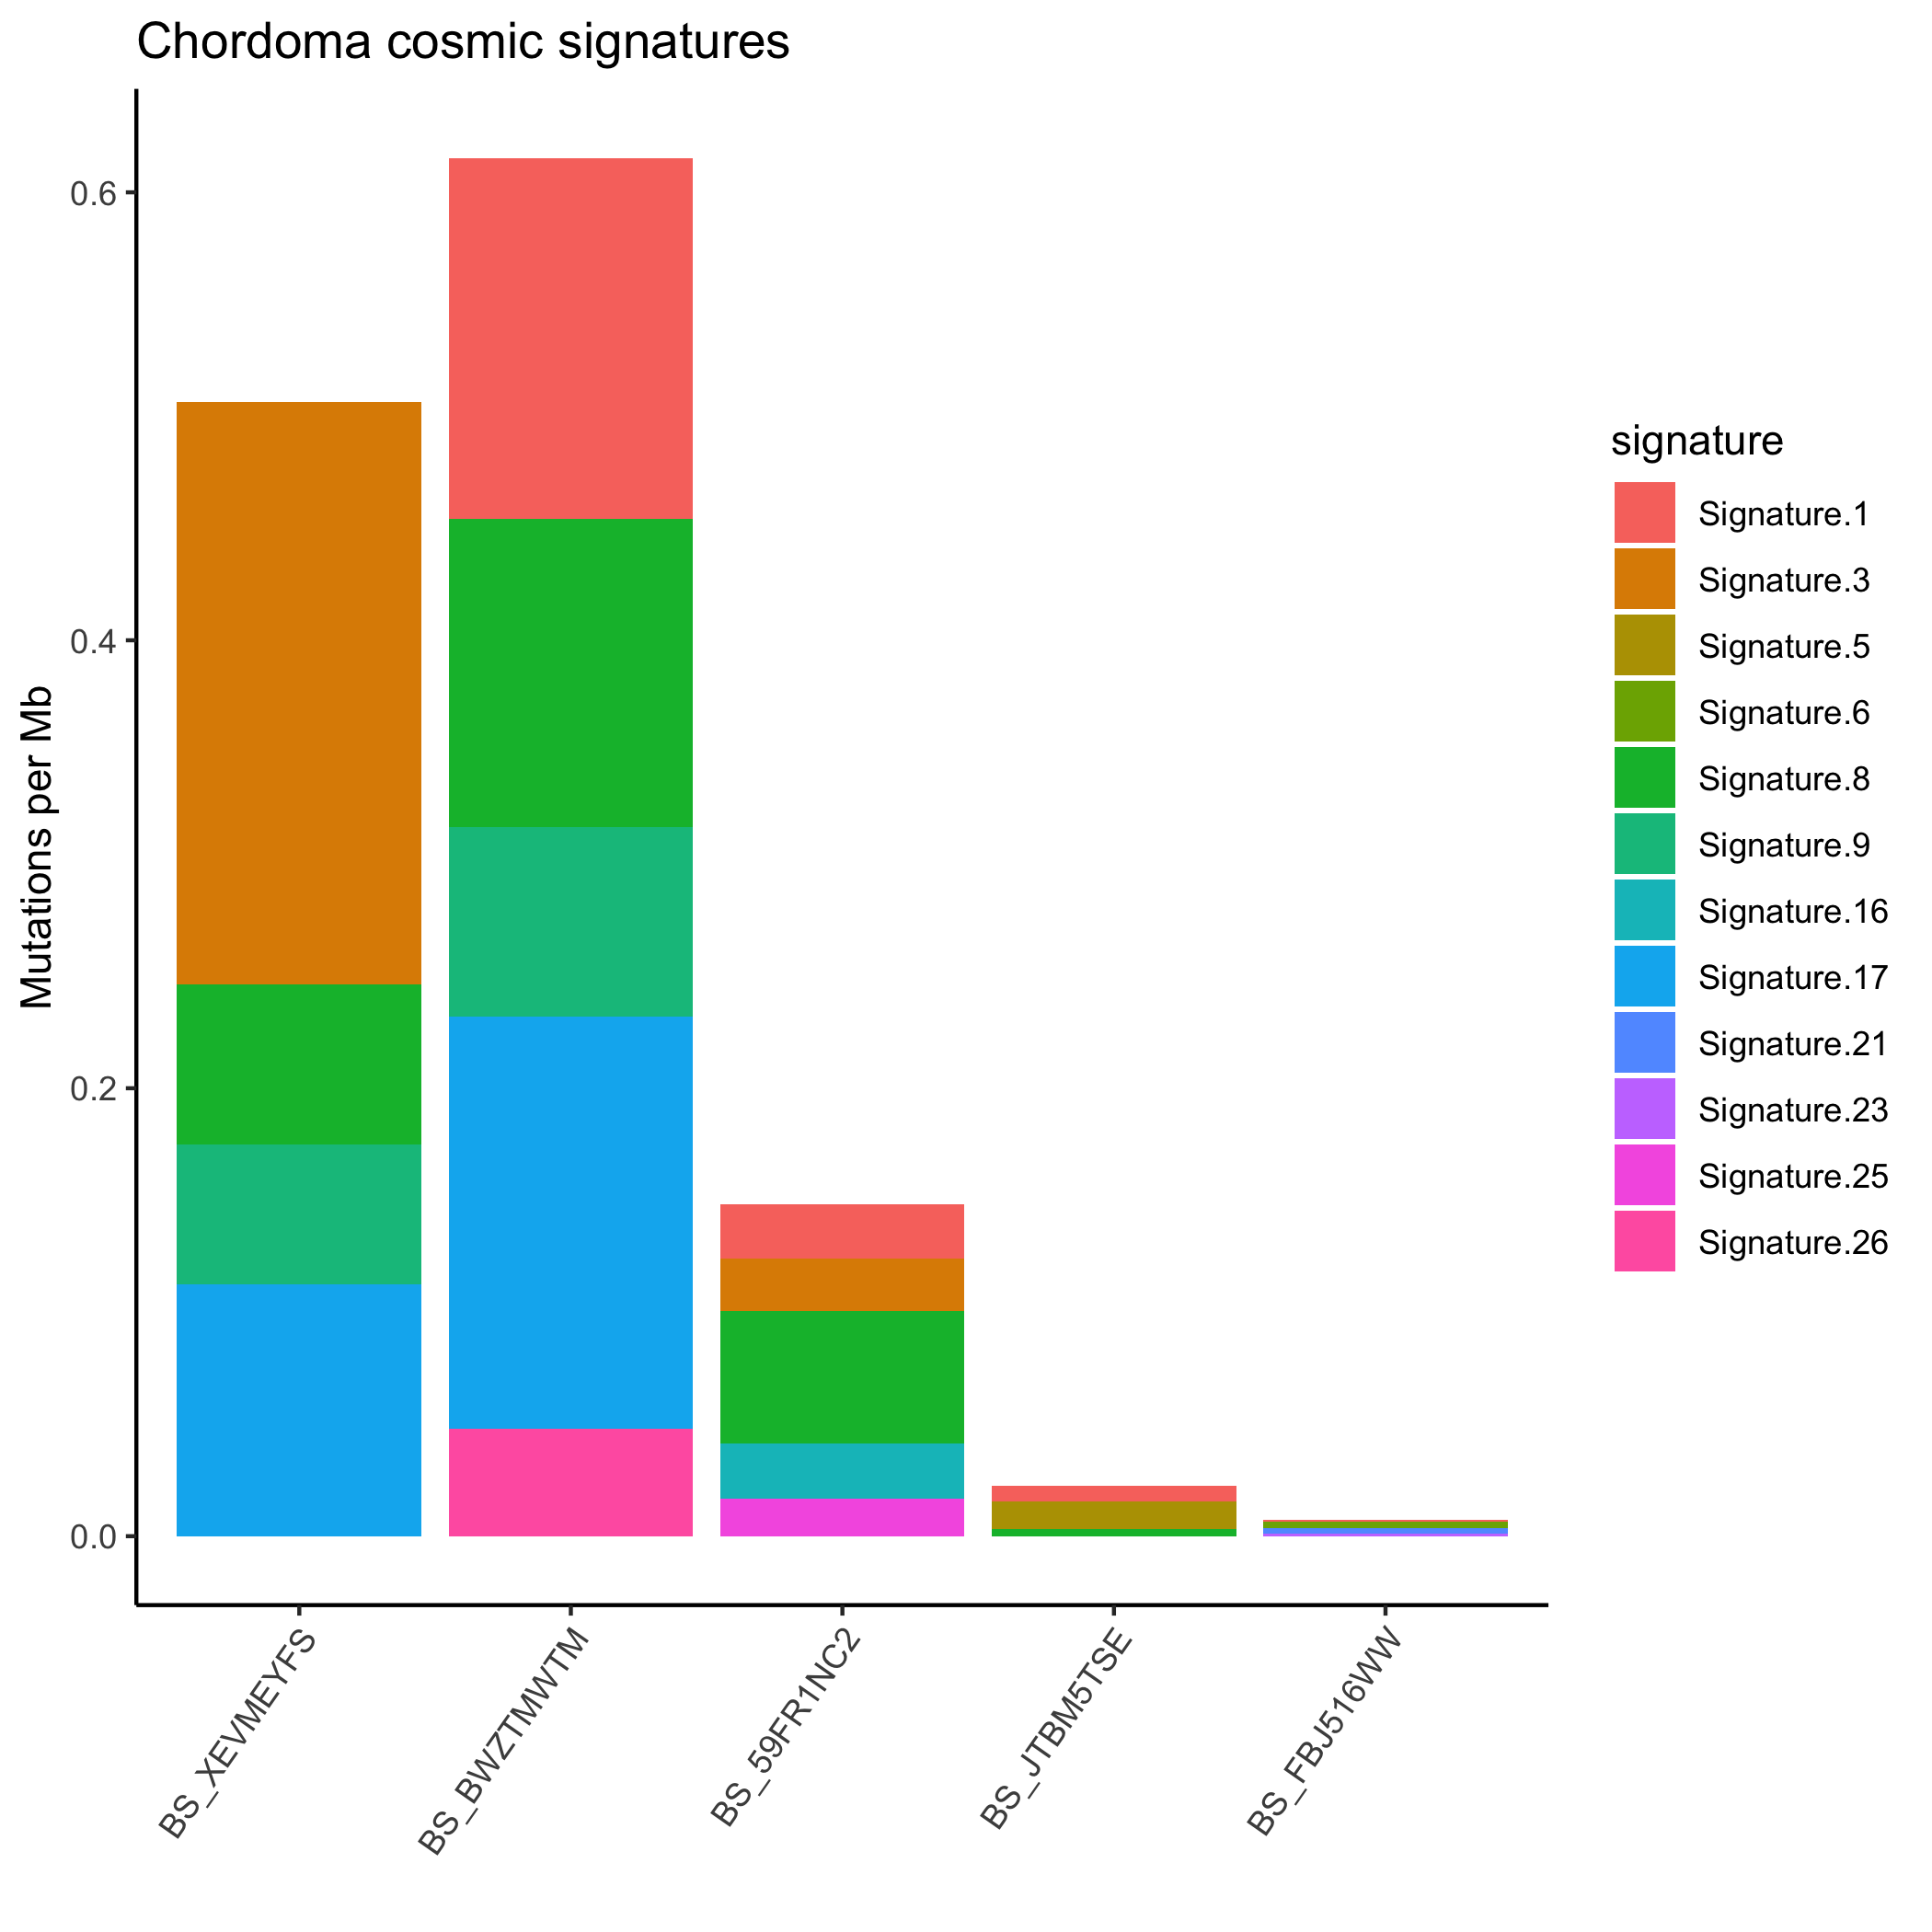 Chordoma cosmic signatures
Mutations per Mb
0.6
0.4
0.2
0.0
BS_XEVMEYFS
BS_BWZTMWTM
BS_59FR1NC2
BS_JTBM5TSE
BS_FBJ516WW
signature
Signature.1
Signature.3
Signature.5
Signature.6
Signature.8
Signature.9
Signature.16
Signature.17
Signature.21
Signature.23
Signature.25
Signature.26